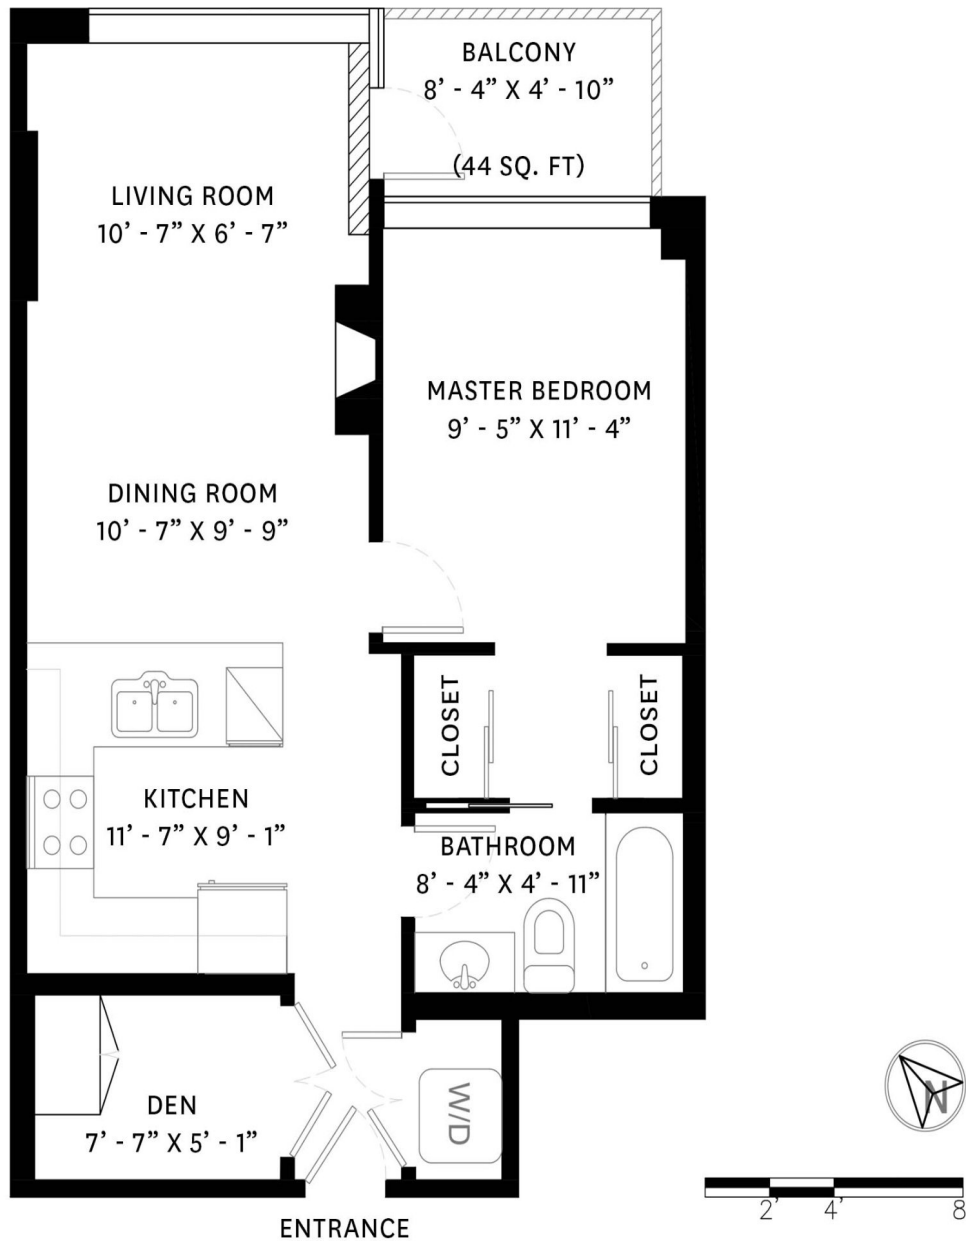 BALCONY
8’ - 4” X 4’ - 10”
(44 SQ. FT)
LIVING ROOM
10’ - 7” X 6’ - 7”
MASTER BEDROOM
9’ - 5” X 11’ - 4”
DINING ROOM
10’ - 7” X 9’ - 9”
CLOSET
CLOSET
KITCHEN
11’ - 7” X 9’ - 1”
BATHROOM
8’ - 4” X 4’ - 11”
DEN
7’ - 7” X 5’ - 1”
W/D
N
2’ 4’ 8
ENTRANCE